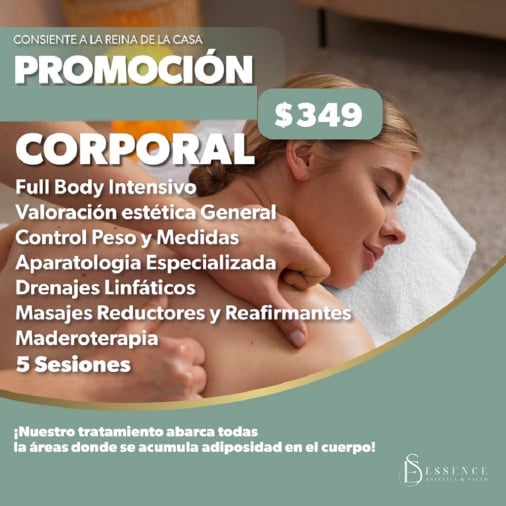 CONSIENTE A LA REINA DE LA CASA
PROMOCIÓN
$349
CORPORAL
Full Body Intensivo
Valoración estética General
Control Peso y Medidas
Aparatologia Especializada
Drenajes Linfáticos
Masajes Reductores y Reafirmantes
Maderoterapia
5 Sesiones
¡Nuestro tratamiento abarca todas
la áreas donde se acumula adiposidad en el cuerpo!
ESSENCE
ESTÉTICA & SALUD